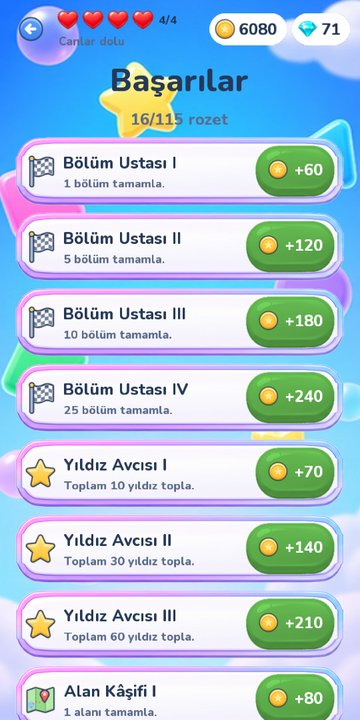 4/4
6080
71
Canlar dolu
Başarılar
16/115 rozet
Bölüm Ustası I
1 bölüm tamamla.
+60
Bölüm Ustası II
5 bölüm tamamla.
+120
Bölüm Ustası III
10 bölüm tamamla.
+180
Bölüm Ustası IV
25 bölüm tamamla.
+240
Yıldız Avcısı I
Toplam 10 yıldız topla.
+70
Yıldız Avcısı II
Toplam 30 yıldız topla.
+140
Yıldız Avcısı III
Toplam 60 yıldız topla.
+210
Alan Kâşifi I
1 alanı tamamla.
+80